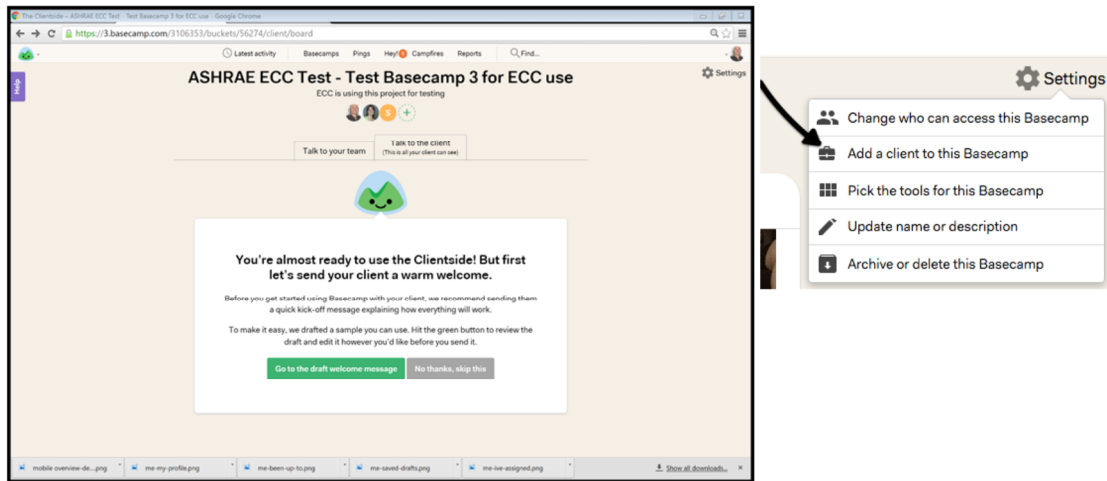 The Clientside – ASHRAE ECC Test - Test Basecamp 3 for ECC use - Google Chrome
https://3.basecamp.com/3106353/buckets/56274/client/board
Latest activity Basecamps Pings Hey! Campfires Reports Find...
Help
Settings
ASHRAE ECC Test - Test Basecamp 3 for ECC use
ECC is using this project for testing
S
Talk to your team
Talk to the client
(This is all your client can see)
You're almost ready to use the Clientside! But first
let's send your client a warm welcome.
Before you get started using Basecamp with your client, we recommend sending them
a quick kick-off message explaining how everything will work.
To make it easy, we drafted a sample you can use. Hit the green button to review the
draft and edit it however you'd like before you send it.
Go to the draft welcome message
No thanks, skip this
mobile overview-de....png me-my-profile.png me-been-up-to.png me-saved-drafts.png me-ive-assigned.png Show all downloads...
Settings
Change who can access this Basecamp
Add a client to this Basecamp
Pick the tools for this Basecamp
Update name or description
Archive or delete this Basecamp